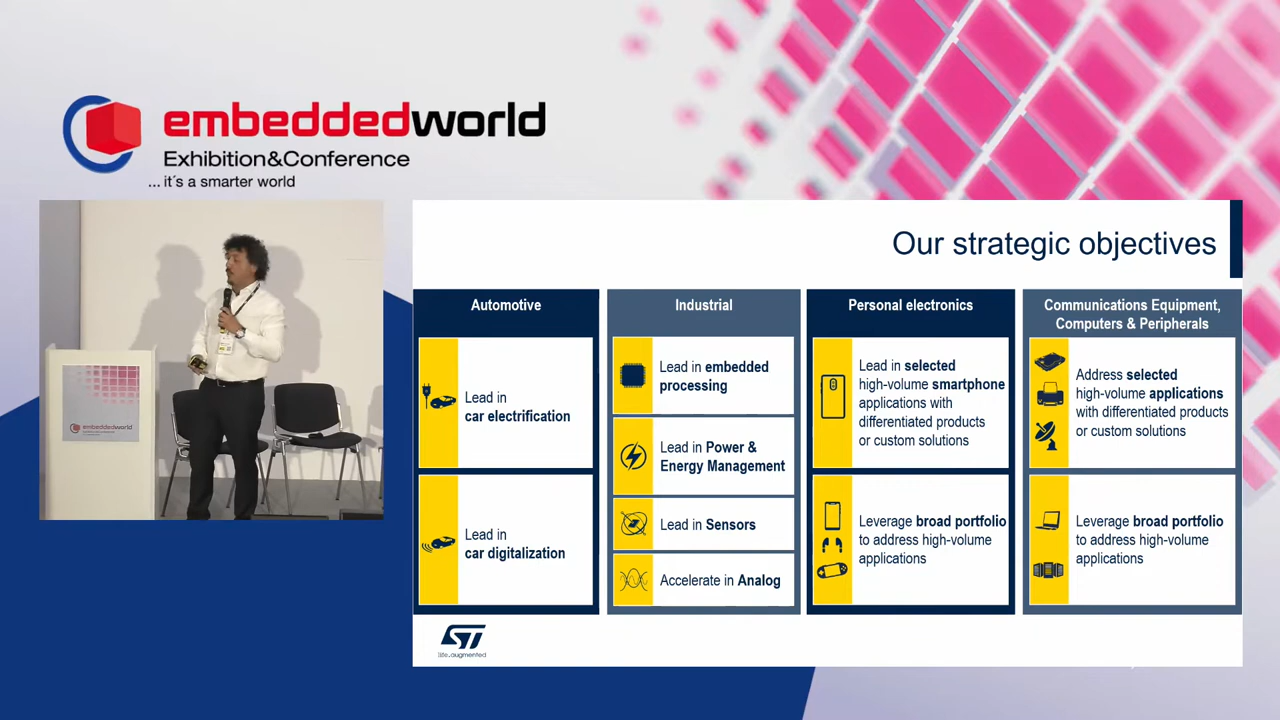 embeddedworld
Exhibition&Conference
... it´s a smarter world
embeddedworld
Our strategic objectives
Automotive
Lead in
car electrification
Lead in
car digitalization
Industrial
Lead in embedded
processing
Lead in Power &
Energy Management
Lead in Sensors
Accelerate in Analog
Personal electronics
Lead in selected
high-volume smartphone
applications with
differentiated products
or custom solutions
Leverage broad portfolio
to address high-volume
applications
Communications Equipment,
Computers & Peripherals
Address selected
high-volume applications
with differentiated products
or custom solutions
Leverage broad portfolio
to address high-volume
applications
ST
life.augmented